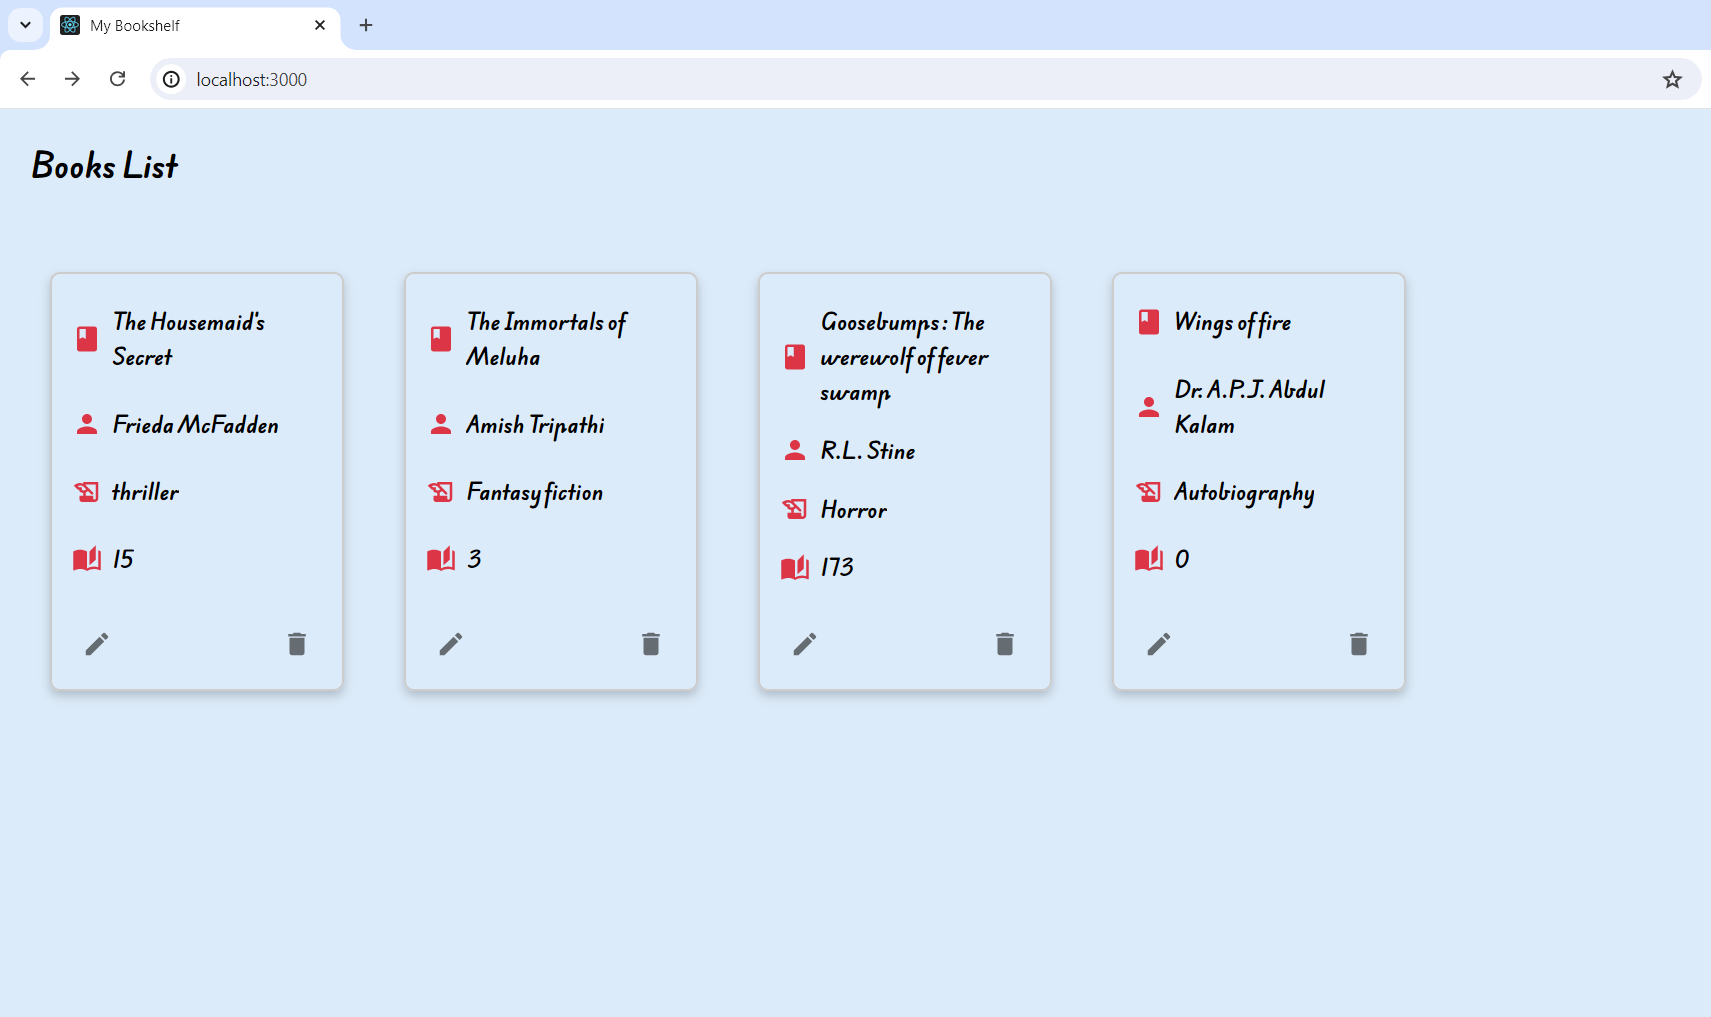 My Bookshelf
localhost:3000
Books List
The Housemaid's
Secret
Frieda McFadden
thriller
15
The Immortals of
Meluha
Amish Tripathi
Fantasy fiction
3
Goosebumps : The
werewolf of fever
swamp
R.L. Stine
Horror
173
Wings of fire
Dr. A.P.J. Abdul
Kalam
Autobiography
0